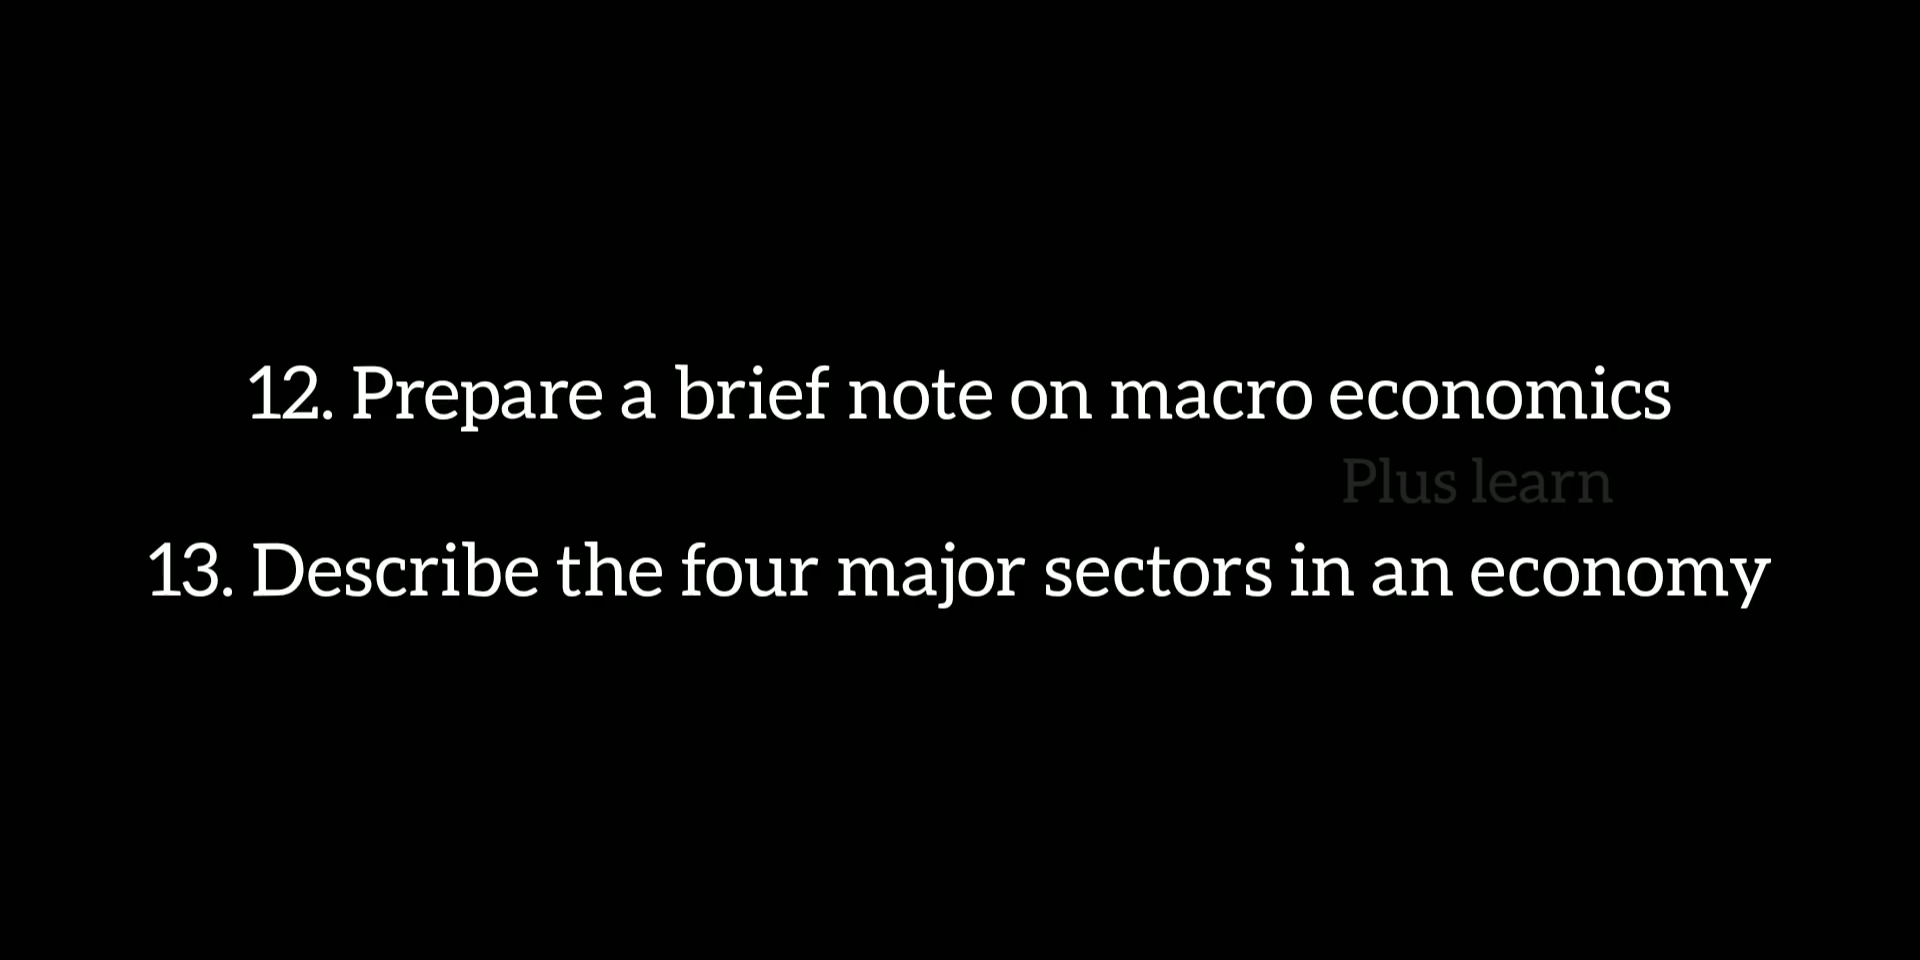 12. Prepare a brief note on macro economics
Plus learn
13. Describe the four major sectors in an economy